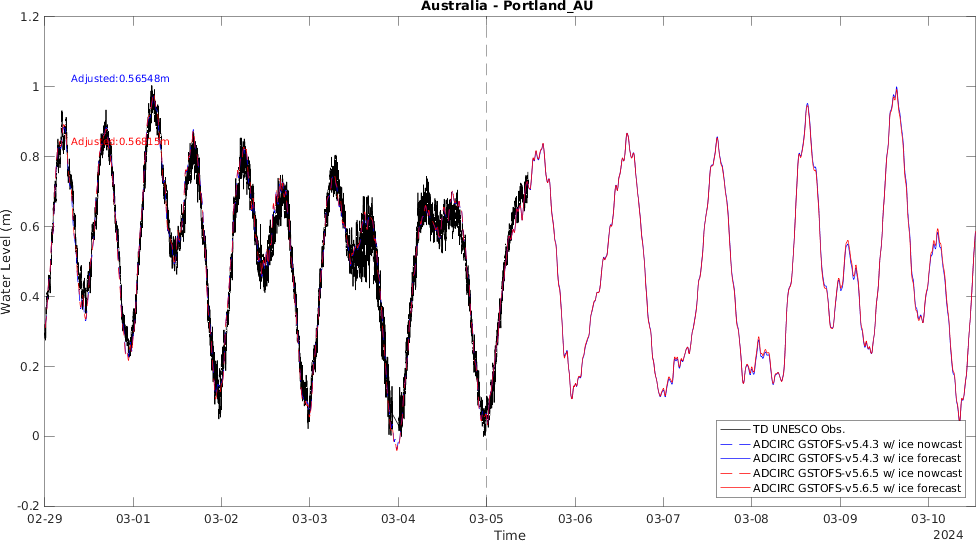 Australia - Portland_AU
1.2
1
0.8
0.6
0.4
0.2
0
-0.2
Water Level (m)
Adjusted:0.56548m
Adjusted:0.56815m
TD UNESCO Obs.
ADCIRC GSTOFS-v5.4.3 w/ ice nowcast
ADCIRC GSTOFS-v5.4.3 w/ ice forecast
ADCIRC GSTOFS-v5.6.5 w/ ice nowcast
ADCIRC GSTOFS-v5.6.5 w/ ice forecast
02-29 03-01 03-02 03-03 03-04 03-05 03-06 03-07 03-08 03-09 03-10
Time
2024